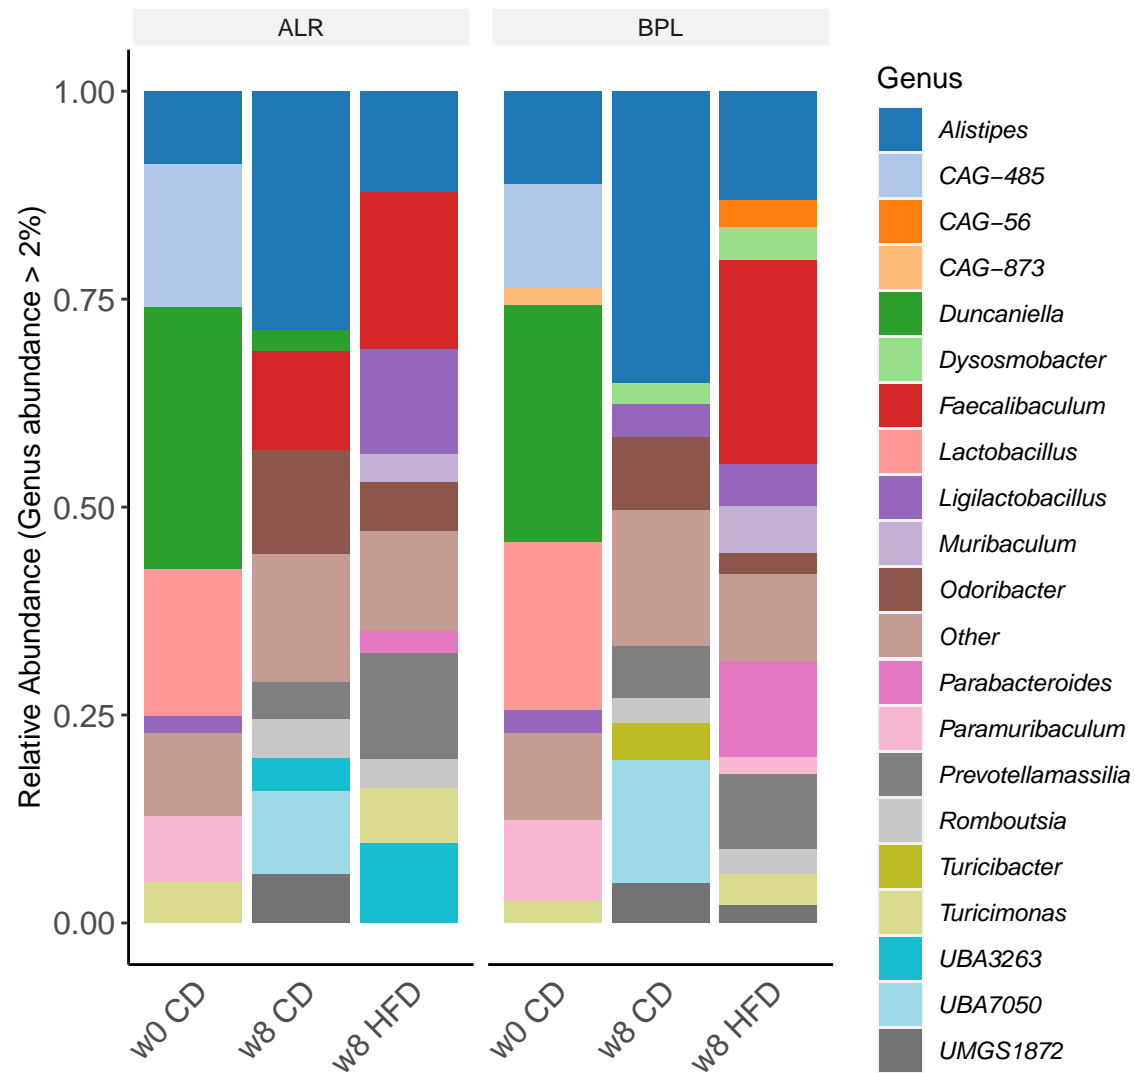 ALR
BPL
Relative Abundance (Genus abundance > 2%)
1.00
0.75
0.50
0.25
0.00
w0 CD
w8 CD
w8 HFD
w0 CD
w8 CD
w8 HFD
Genus
Alistipes
CAG−485
CAG−56
CAG−873
Duncaniella
Dysosmobacter
Faecalibaculum
Lactobacillus
Ligilactobacillus
Muribaculum
Odoribacter
Other
Parabacteroides
Paramuribaculum
Prevotellamassilia
Romboutsia
Turicibacter
Turicimonas
UBA3263
UBA7050
UMGS1872